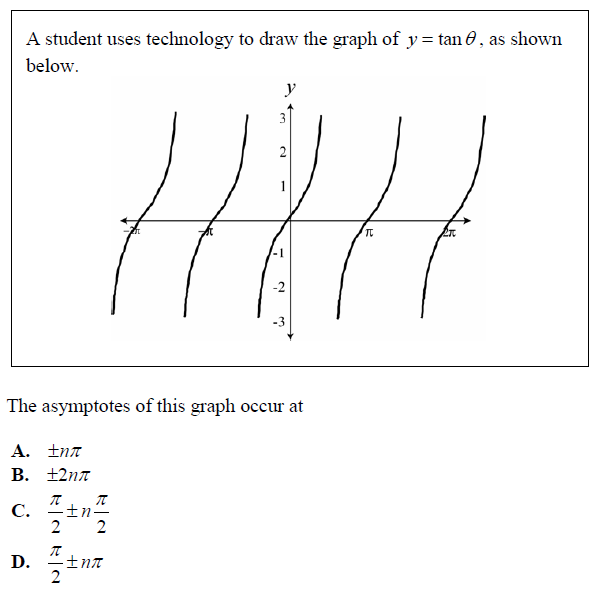 A student uses technology to draw the graph of y = tan θ, as shown
below.
y
3
2
1
-2π
-π
π
2π
-1
-2
-3
The asymptotes of this graph occur at
A. ±nπ
B. ±2nπ
C. π/2 ± n π/2
D. π/2 ± nπ